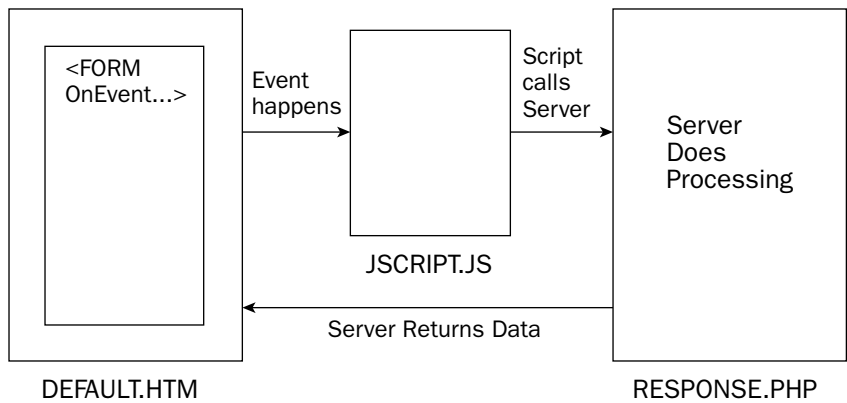 <FORM
OnEvent...>
Event
happens
Script
calls
Server
Server
Does
Processing
JSCRIPT.JS
Server Returns Data
DEFAULT.HTM
RESPONSE.PHP